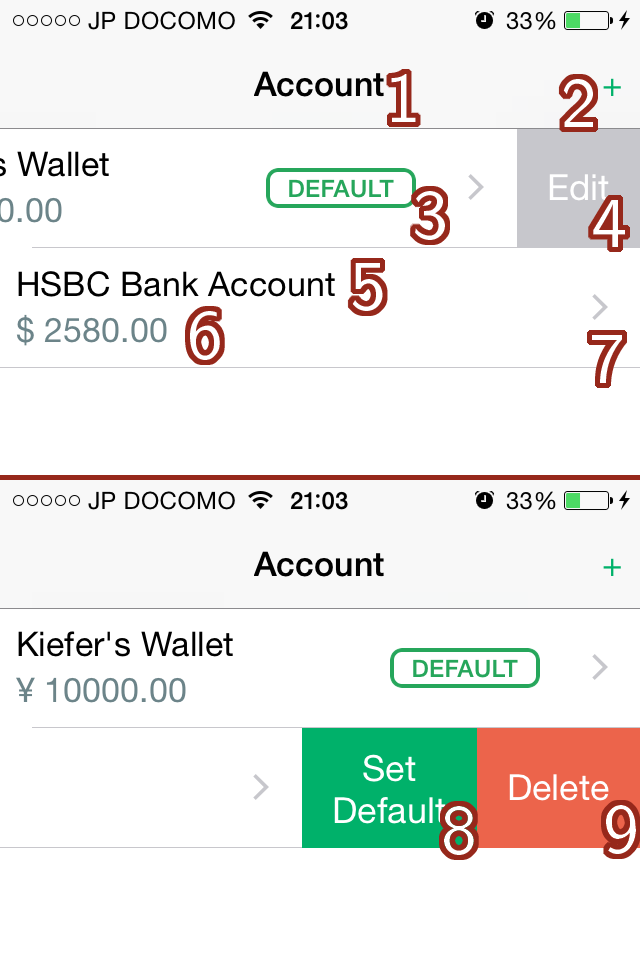 JP DOCOMO 21:03 33%
Account 1 2 +
s Wallet DEFAULT 3 Edit 4
0.00
HSBC Bank Account 5
$ 2580.00 6 7
JP DOCOMO 21:03 33%
Account +
Kiefer's Wallet DEFAULT
¥ 10000.00
Set Default 8 Delete 9